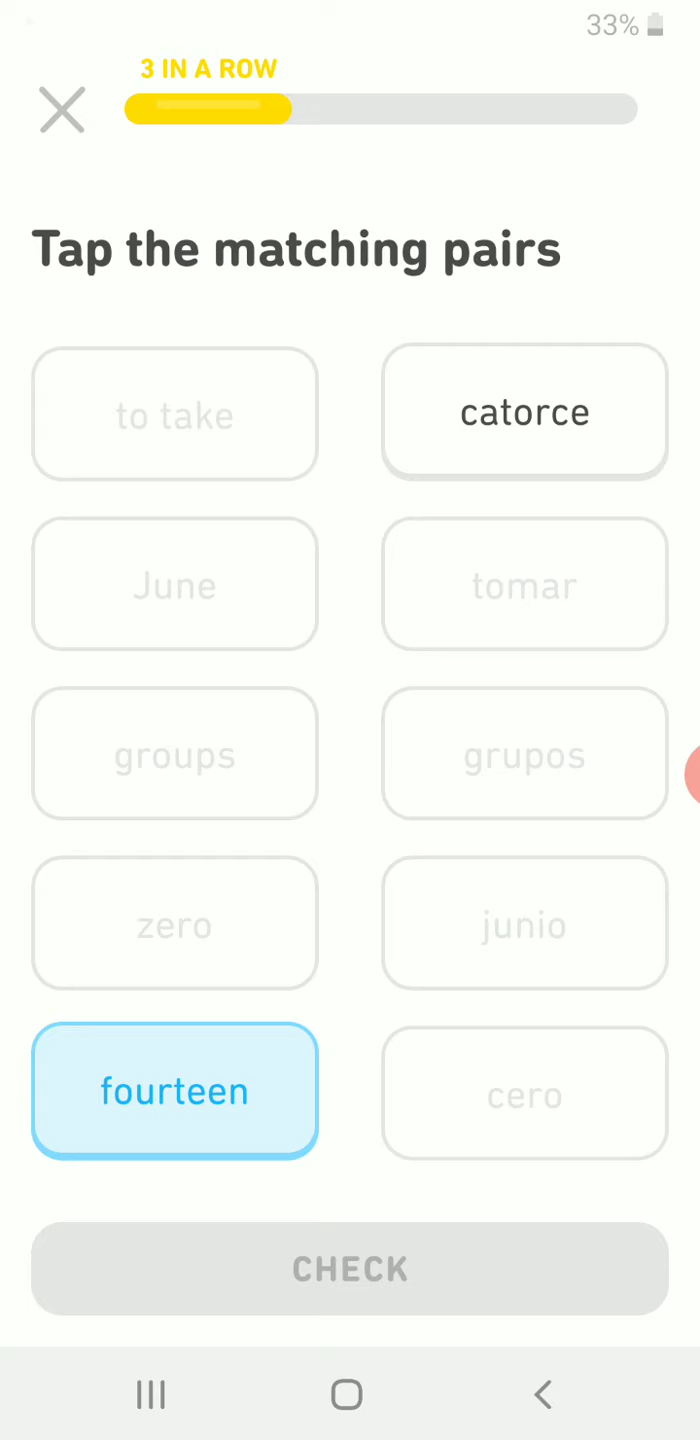 33%
3 IN A ROW
Tap the matching pairs
to take
catorce
June
tomar
groups
grupos
zero
junio
fourteen
cero
CHECK